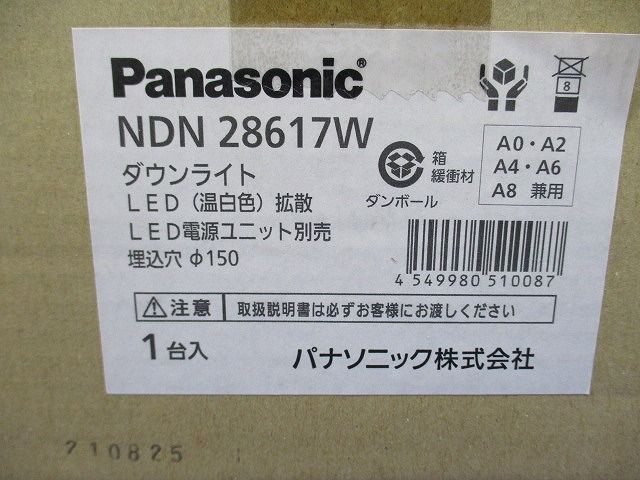 Panasonic®
NDN 28617W
ダウンライト
LED（温白色）拡散
LED電源ユニット別売
埋込穴 φ150
8
箱
緩衝材
ダンボール
A0・A2
A4・A6
A8 兼用
4 549980 510087
注意
取扱説明書は必ずお客様にお渡しください
1台入
パナソニック株式会社
210825